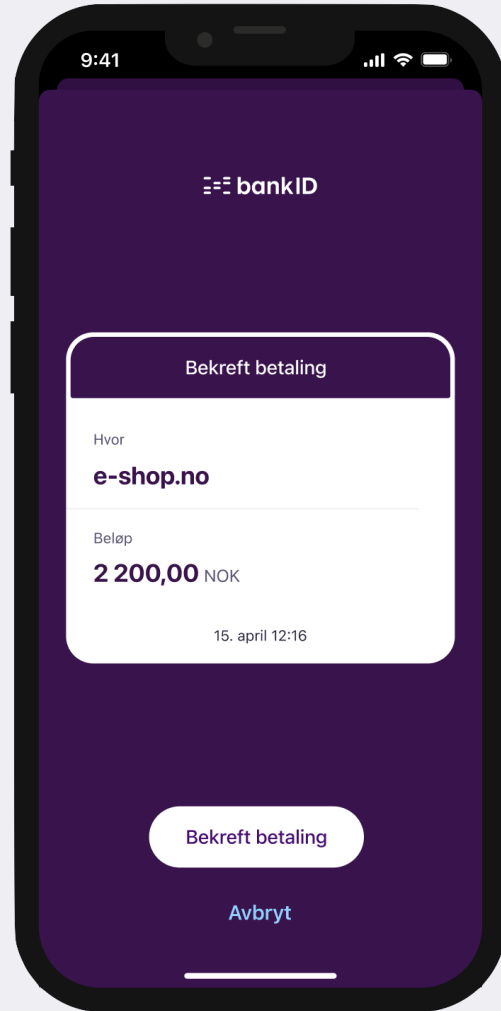 9:41
bankID
Bekreft betaling
Hvor
e-shop.no
Beløp
2 200,00 NOK
15. april 12:16
Bekreft betaling
Avbryt